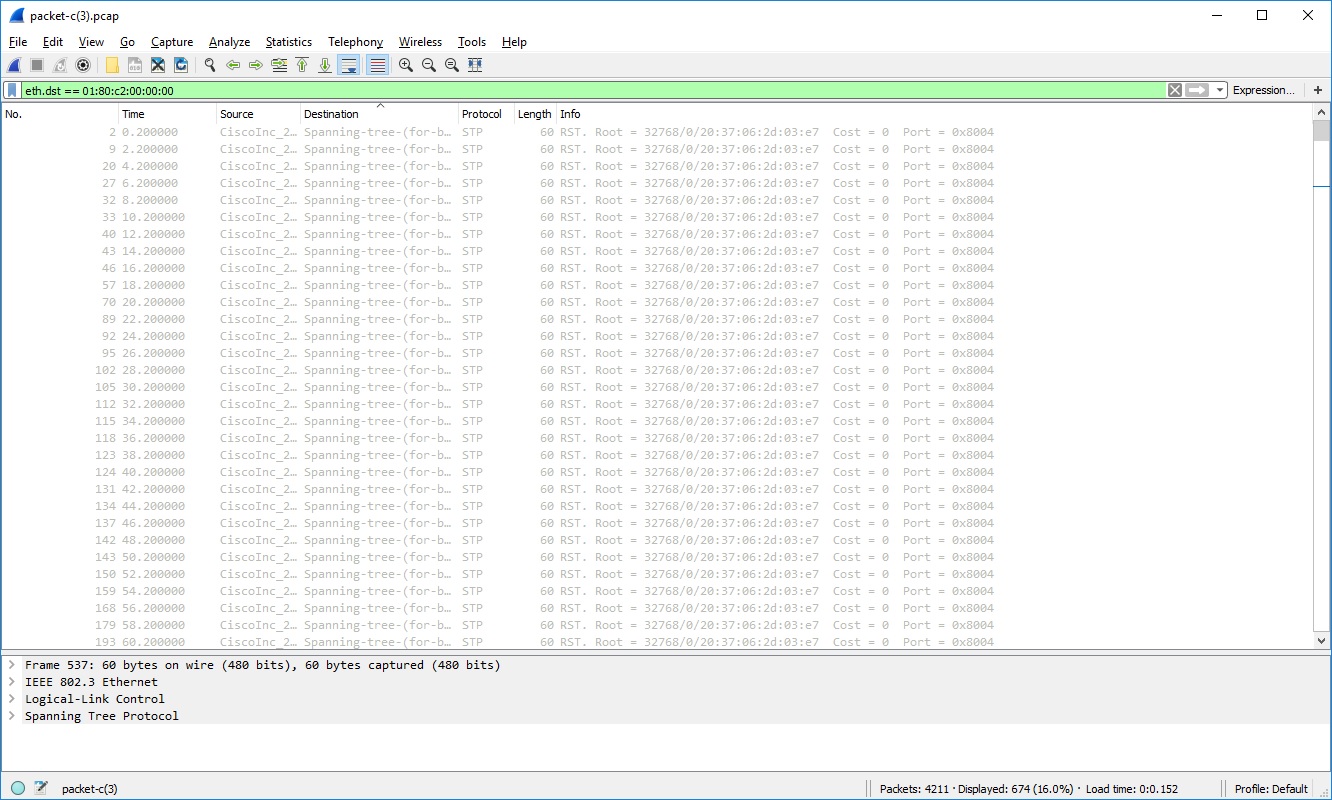 packet-c(3).pcap
File Edit View Go Capture Analyze Statistics Telephony Wireless Tools Help
eth.dst == 01:80:c2:00:00:00 Expression... +
No. Time Source Destination Protocol Length Info
2 0.200000 CiscoInc_2… Spanning-tree-(for-b… STP 60 RST. Root = 32768/0/20:37:06:2d:03:e7 Cost = 0 Port = 0x8004
9 2.200000 CiscoInc_2… Spanning-tree-(for-b… STP 60 RST. Root = 32768/0/20:37:06:2d:03:e7 Cost = 0 Port = 0x8004
20 4.200000 CiscoInc_2… Spanning-tree-(for-b… STP 60 RST. Root = 32768/0/20:37:06:2d:03:e7 Cost = 0 Port = 0x8004
27 6.200000 CiscoInc_2… Spanning-tree-(for-b… STP 60 RST. Root = 32768/0/20:37:06:2d:03:e7 Cost = 0 Port = 0x8004
32 8.200000 CiscoInc_2… Spanning-tree-(for-b… STP 60 RST. Root = 32768/0/20:37:06:2d:03:e7 Cost = 0 Port = 0x8004
33 10.200000 CiscoInc_2… Spanning-tree-(for-b… STP 60 RST. Root = 32768/0/20:37:06:2d:03:e7 Cost = 0 Port = 0x8004
40 12.200000 CiscoInc_2… Spanning-tree-(for-b… STP 60 RST. Root = 32768/0/20:37:06:2d:03:e7 Cost = 0 Port = 0x8004
43 14.200000 CiscoInc_2… Spanning-tree-(for-b… STP 60 RST. Root = 32768/0/20:37:06:2d:03:e7 Cost = 0 Port = 0x8004
46 16.200000 CiscoInc_2… Spanning-tree-(for-b… STP 60 RST. Root = 32768/0/20:37:06:2d:03:e7 Cost = 0 Port = 0x8004
57 18.200000 CiscoInc_2… Spanning-tree-(for-b… STP 60 RST. Root = 32768/0/20:37:06:2d:03:e7 Cost = 0 Port = 0x8004
70 20.200000 CiscoInc_2… Spanning-tree-(for-b… STP 60 RST. Root = 32768/0/20:37:06:2d:03:e7 Cost = 0 Port = 0x8004
89 22.200000 CiscoInc_2… Spanning-tree-(for-b… STP 60 RST. Root = 32768/0/20:37:06:2d:03:e7 Cost = 0 Port = 0x8004
92 24.200000 CiscoInc_2… Spanning-tree-(for-b… STP 60 RST. Root = 32768/0/20:37:06:2d:03:e7 Cost = 0 Port = 0x8004
95 26.200000 CiscoInc_2… Spanning-tree-(for-b… STP 60 RST. Root = 32768/0/20:37:06:2d:03:e7 Cost = 0 Port = 0x8004
102 28.200000 CiscoInc_2… Spanning-tree-(for-b… STP 60 RST. Root = 32768/0/20:37:06:2d:03:e7 Cost = 0 Port = 0x8004
105 30.200000 CiscoInc_2… Spanning-tree-(for-b… STP 60 RST. Root = 32768/0/20:37:06:2d:03:e7 Cost = 0 Port = 0x8004
112 32.200000 CiscoInc_2… Spanning-tree-(for-b… STP 60 RST. Root = 32768/0/20:37:06:2d:03:e7 Cost = 0 Port = 0x8004
115 34.200000 CiscoInc_2… Spanning-tree-(for-b… STP 60 RST. Root = 32768/0/20:37:06:2d:03:e7 Cost = 0 Port = 0x8004
118 36.200000 CiscoInc_2… Spanning-tree-(for-b… STP 60 RST. Root = 32768/0/20:37:06:2d:03:e7 Cost = 0 Port = 0x8004
123 38.200000 CiscoInc_2… Spanning-tree-(for-b… STP 60 RST. Root = 32768/0/20:37:06:2d:03:e7 Cost = 0 Port = 0x8004
124 40.200000 CiscoInc_2… Spanning-tree-(for-b… STP 60 RST. Root = 32768/0/20:37:06:2d:03:e7 Cost = 0 Port = 0x8004
131 42.200000 CiscoInc_2… Spanning-tree-(for-b… STP 60 RST. Root = 32768/0/20:37:06:2d:03:e7 Cost = 0 Port = 0x8004
134 44.200000 CiscoInc_2… Spanning-tree-(for-b… STP 60 RST. Root = 32768/0/20:37:06:2d:03:e7 Cost = 0 Port = 0x8004
137 46.200000 CiscoInc_2… Spanning-tree-(for-b… STP 60 RST. Root = 32768/0/20:37:06:2d:03:e7 Cost = 0 Port = 0x8004
142 48.200000 CiscoInc_2… Spanning-tree-(for-b… STP 60 RST. Root = 32768/0/20:37:06:2d:03:e7 Cost = 0 Port = 0x8004
143 50.200000 CiscoInc_2… Spanning-tree-(for-b… STP 60 RST. Root = 32768/0/20:37:06:2d:03:e7 Cost = 0 Port = 0x8004
150 52.200000 CiscoInc_2… Spanning-tree-(for-b… STP 60 RST. Root = 32768/0/20:37:06:2d:03:e7 Cost = 0 Port = 0x8004
159 54.200000 CiscoInc_2… Spanning-tree-(for-b… STP 60 RST. Root = 32768/0/20:37:06:2d:03:e7 Cost = 0 Port = 0x8004
168 56.200000 CiscoInc_2… Spanning-tree-(for-b… STP 60 RST. Root = 32768/0/20:37:06:2d:03:e7 Cost = 0 Port = 0x8004
179 58.200000 CiscoInc_2… Spanning-tree-(for-b… STP 60 RST. Root = 32768/0/20:37:06:2d:03:e7 Cost = 0 Port = 0x8004
193 60.200000 CiscoInc_2… Spanning-tree-(for-b… STP 60 RST. Root = 32768/0/20:37:06:2d:03:e7 Cost = 0 Port = 0x8004
Frame 537: 60 bytes on wire (480 bits), 60 bytes captured (480 bits)
IEEE 802.3 Ethernet
Logical-Link Control
Spanning Tree Protocol
packet-c(3) Packets: 4211 · Displayed: 674 (16.0%) · Load time: 0:0.152 Profile: Default